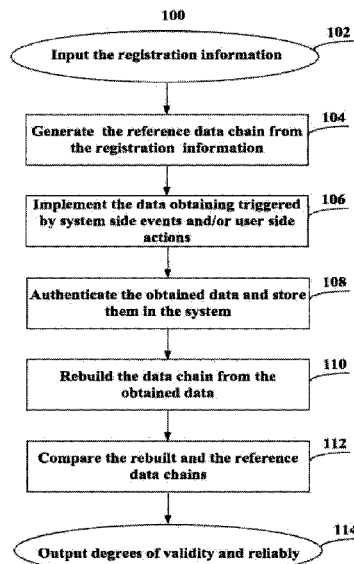 100
Input the registration information
102
Generate the reference data chain from
the registration information
104
Implement the data obtaining triggered
by system side events and/or user side
actions
106
Authenticate the obtained data and store
them in the system
108
Rebuild the data chain from the
obtained data
110
Compare the rebuilt and the reference
data chains
112
Output degrees of validity and reliably
114